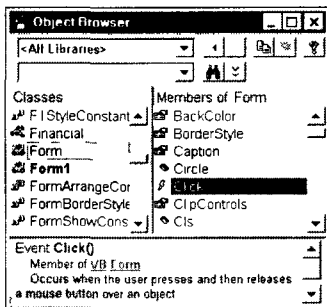 Object Browser
<All Libraries>
Classes
FIStyleConstant
Financial
Form
Form1
FormArrangeCor
FormBorderStyle
FormShowCons
Members of Form
BackColor
BorderStyle
Caption
Circle
Click
ClipControls
Cls
Event Click()
Member of VB Form
Occurs when the user presses and then releases
a mouse button over an object